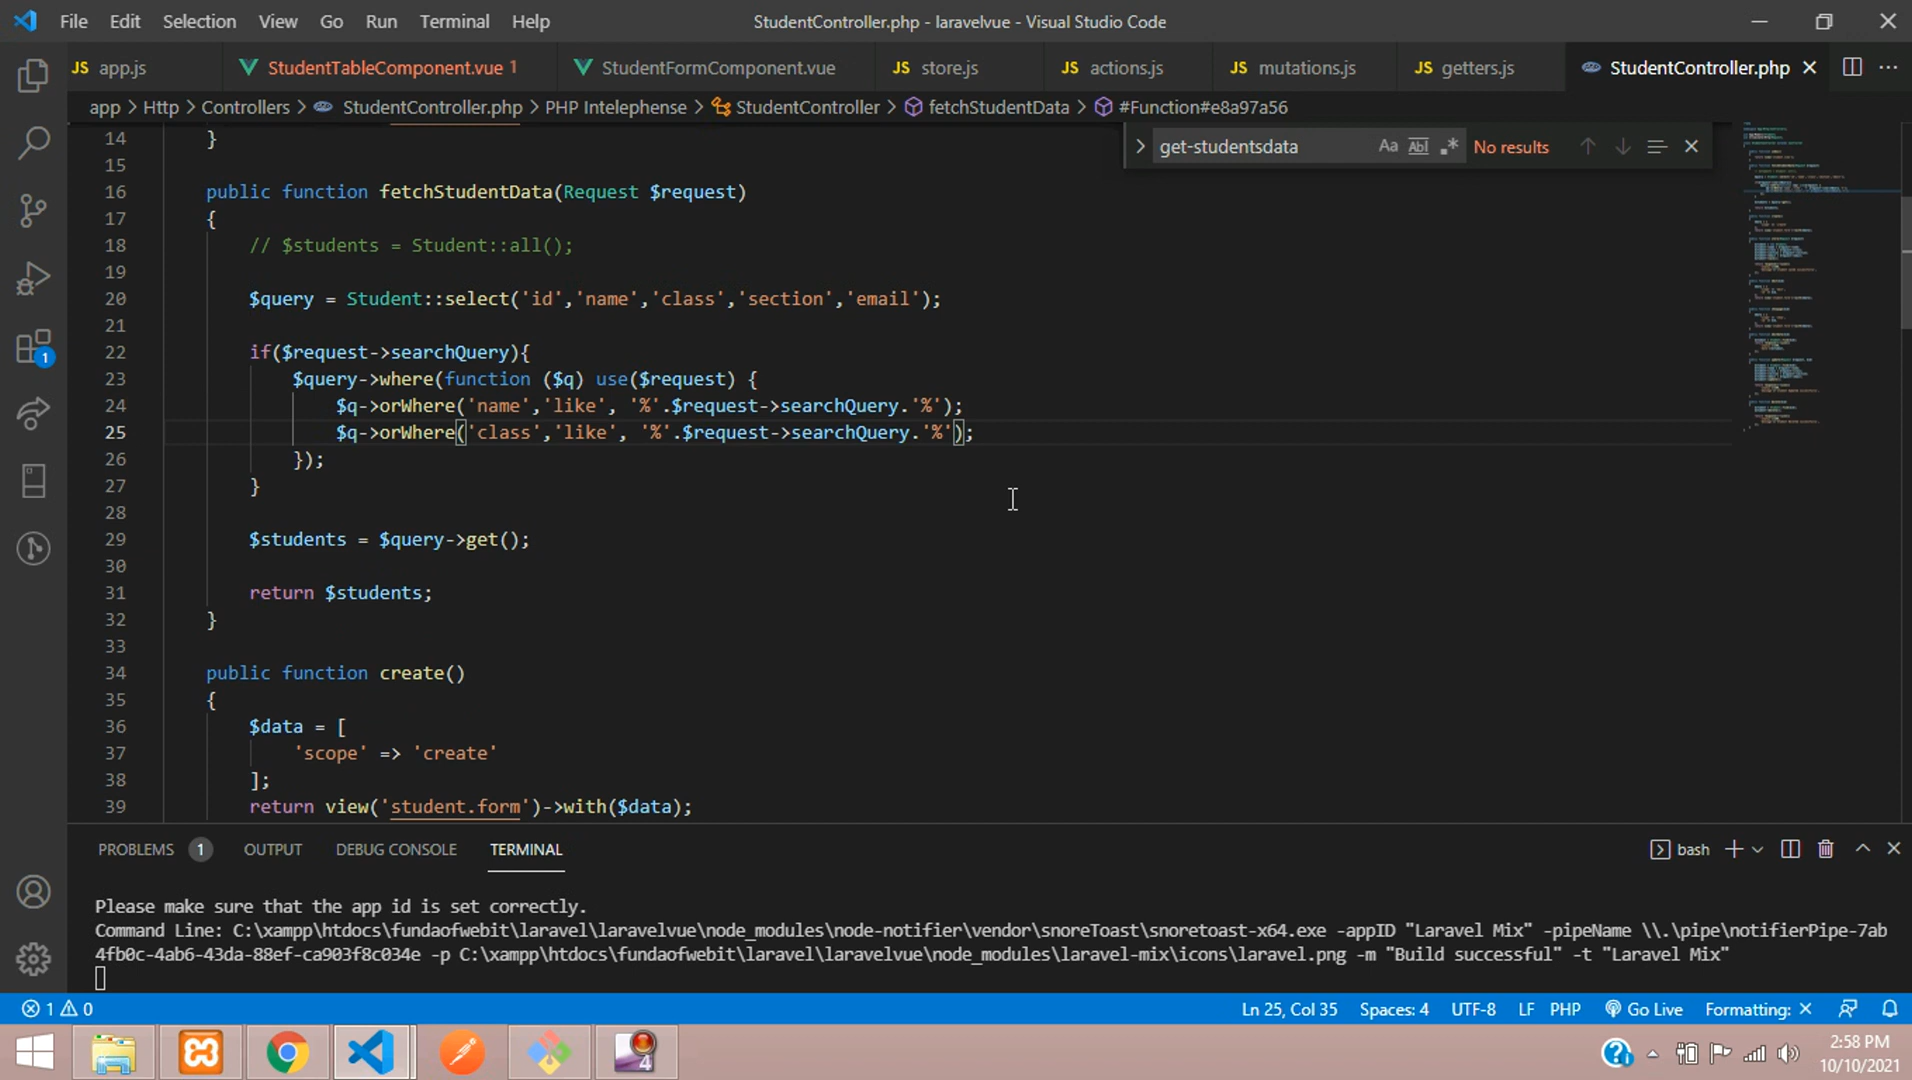 File Edit Selection View Go Run Terminal Help StudentController.php - laravelvue - Visual Studio Code
JS app.js StudentTableComponent.vue 1 StudentFormComponent.vue JS store.js JS actions.js JS mutations.js JS getters.js StudentController.php
app > Http > Controllers > StudentController.php > PHP Intelephense > StudentController > fetchStudentData > #Function#e8a97a56
get-studentsdata Aa Abl .* No results
14 }
15
16 public function fetchStudentData(Request $request)
17 {
18 // $students = Student::all();
19
20 $query = Student::select('id','name','class','section','email');
21
22 if($request->searchQuery){
23 $query->where(function ($q) use($request) {
24 $q->orWhere('name','like', '%'.$request->searchQuery.'%');
25 $q->orWhere('class','like', '%'.$request->searchQuery.'%');
26 });
27 }
28
29 $students = $query->get();
30
31 return $students;
32 }
33
34 public function create()
35 {
36 $data = [
37 'scope' => 'create'
38 ];
39 return view('student.form')->with($data);
1
PROBLEMS 1 OUTPUT DEBUG CONSOLE TERMINAL bash
Please make sure that the app id is set correctly.
Command Line: C:\xampp\htdocs\fundaofwebit\laravel\laravelvue\node_modules\node-notifier\vendor\snoreToast\snoretoast-x64.exe -appID "Laravel Mix" -pipeName \\.\pipe\notifierPipe-7ab
4fb0c-4ab6-43da-88ef-ca903f8c034e -p C:\xampp\htdocs\fundaofwebit\laravel\laravelvue\node_modules\laravel-mix\icons\laravel.png -m "Build successful" -t "Laravel Mix"
1 0 Ln 25, Col 35 Spaces: 4 UTF-8 LF PHP Go Live Formatting: ×
4
2:58 PM
10/10/2021